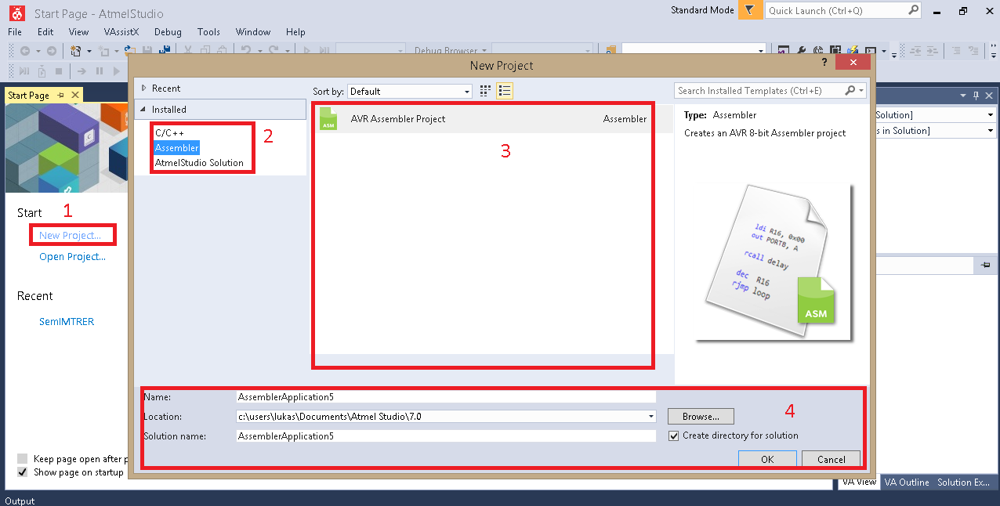 Start Page - AtmelStudio
Standard Mode
Quick Launch (Ctrl+Q)
File Edit View VAssistX Debug Tools Window Help
Debug Browser
New Project
?
Start Page
Recent
Installed
C/C++
Assembler
AtmelStudio Solution
2
Sort by: Default
Search Installed Templates (Ctrl+E)
ASM
AVR Assembler Project
Assembler
3
Type: Assembler
Creates an AVR 8-bit Assembler project
ldi R16, 0x00
out PORTB, A
rcall delay
dec R16
rjmp loop
ASM
Solution]
s in Solution]
Start
1
New Project...
Open Project...
Recent
SemIMTRER
Name: AssemblerApplication5
Location: c:\users\lukas\Documents\Atmel Studio\7.0
Browse...
4
Solution name: AssemblerApplication5
Create directory for solution
OK
Cancel
Keep page open after p
Show page on startup
VA View VA Outline Solution Ex...
Output